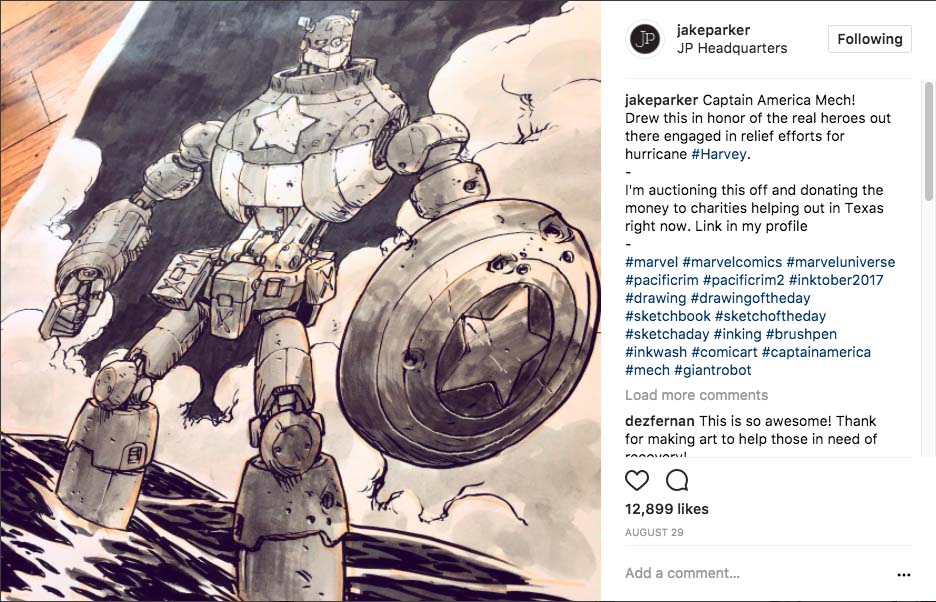 JP
jakeparker
JP Headquarters
Following
jakeparker Captain America Mech!
Drew this in honor of the real heroes out
there engaged in relief efforts for
hurricane #Harvey.
-
I'm auctioning this off and donating the
money to charities helping out in Texas
right now. Link in my profile
-
#marvel #marvelcomics #marveluniverse
#pacificrim #pacificrim2 #inktober2017
#drawing #drawingoftheday
#sketchbook #sketchoftheday
#sketchaday #inking #brushpen
#inkwash #comicart #captainamerica
#mech #giantrobot
Load more comments
dezfernan This is so awesome! Thank
for making art to help those in need of
recovery!
12,899 likes
AUGUST 29
Add a comment...